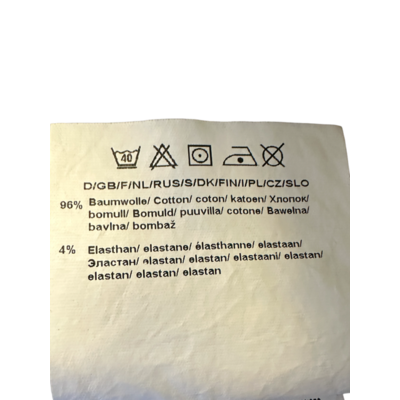 40
D/GB/F/NL/RUS/S/DK/FIN/I/PL/CZ/SLO
96% Baumwolle/ Cotton/ coton/ katoen/ Хлопок/
bomull/ Bomuld/ puuvilla/ cotone/ Bawełna/
bavlna/ bombaž
4% Elasthan/ elastane/ élasthanne/ elastaan/
Эластан/ elastan/ elastan/ elastaani/ elastan/
elastan/ elastan/ elastan